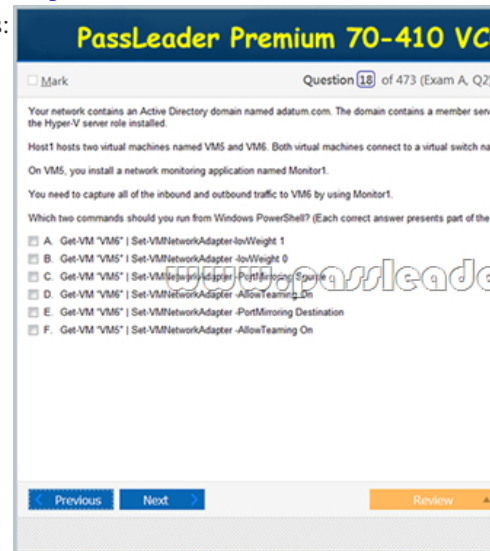 s:
PassLeader Premium 70-410 VC
Mark
Question 18 of 473 (Exam A, Q2
Your network contains an Active Directory domain named adatum.com. The domain contains a member serv
the Hyper-V server role installed.
Host1 hosts two virtual machines named VM5 and VM6. Both virtual machines connect to a virtual switch na
On VM5, you install a network monitoring application named Monitor1.
You need to capture all of the inbound and outbound traffic to VM6 by using Monitor1.
Which two commands should you run from Windows PowerShell? (Each correct answer presents part of the
A. Get-VM "VM6" | Set-VMNetworkAdapter-IovWeight 1
B. Get-VM "VM5" | Set-VMNetworkAdapter -IovWeight 0
C. Get-VM "VM5" | Set-VMNetworkAdapter -PortMirroring Source
D. Get-VM "VM6" | Set-VMNetworkAdapter -AllowTeaming On
E. Get-VM "VM6" | Set-VMNetworkAdapter -PortMirroring Destination
F. Get-VM "VM5" | Set-VMNetworkAdapter -AllowTeaming On
www.passleade
Previous Next Review